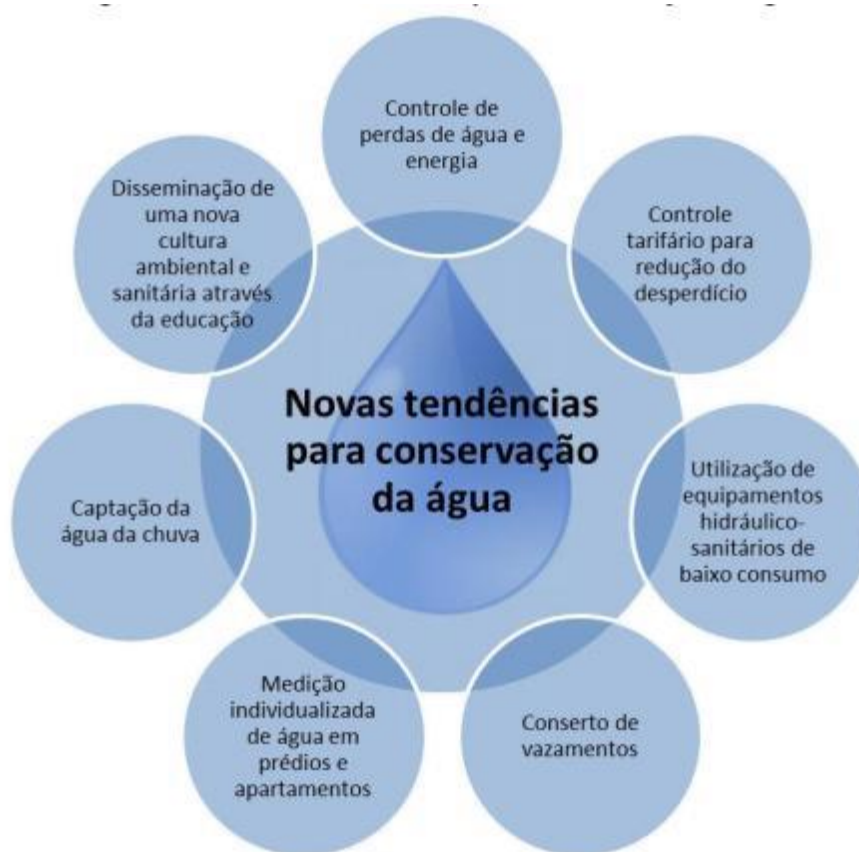 Controle de
perdas de água e
energia
Disseminação de
uma nova
cultura
ambiental e
sanitária através
da educação
Controle
tarifário para
redução do
desperdício
Novas tendências
para conservação
da água
Captação da
água da chuva
Utilização de
equipamentos
hidráulico-
sanitários de
baixo consumo
Medição
individualizada
de água em
prédios e
apartamentos
Conserto de
vazamentos